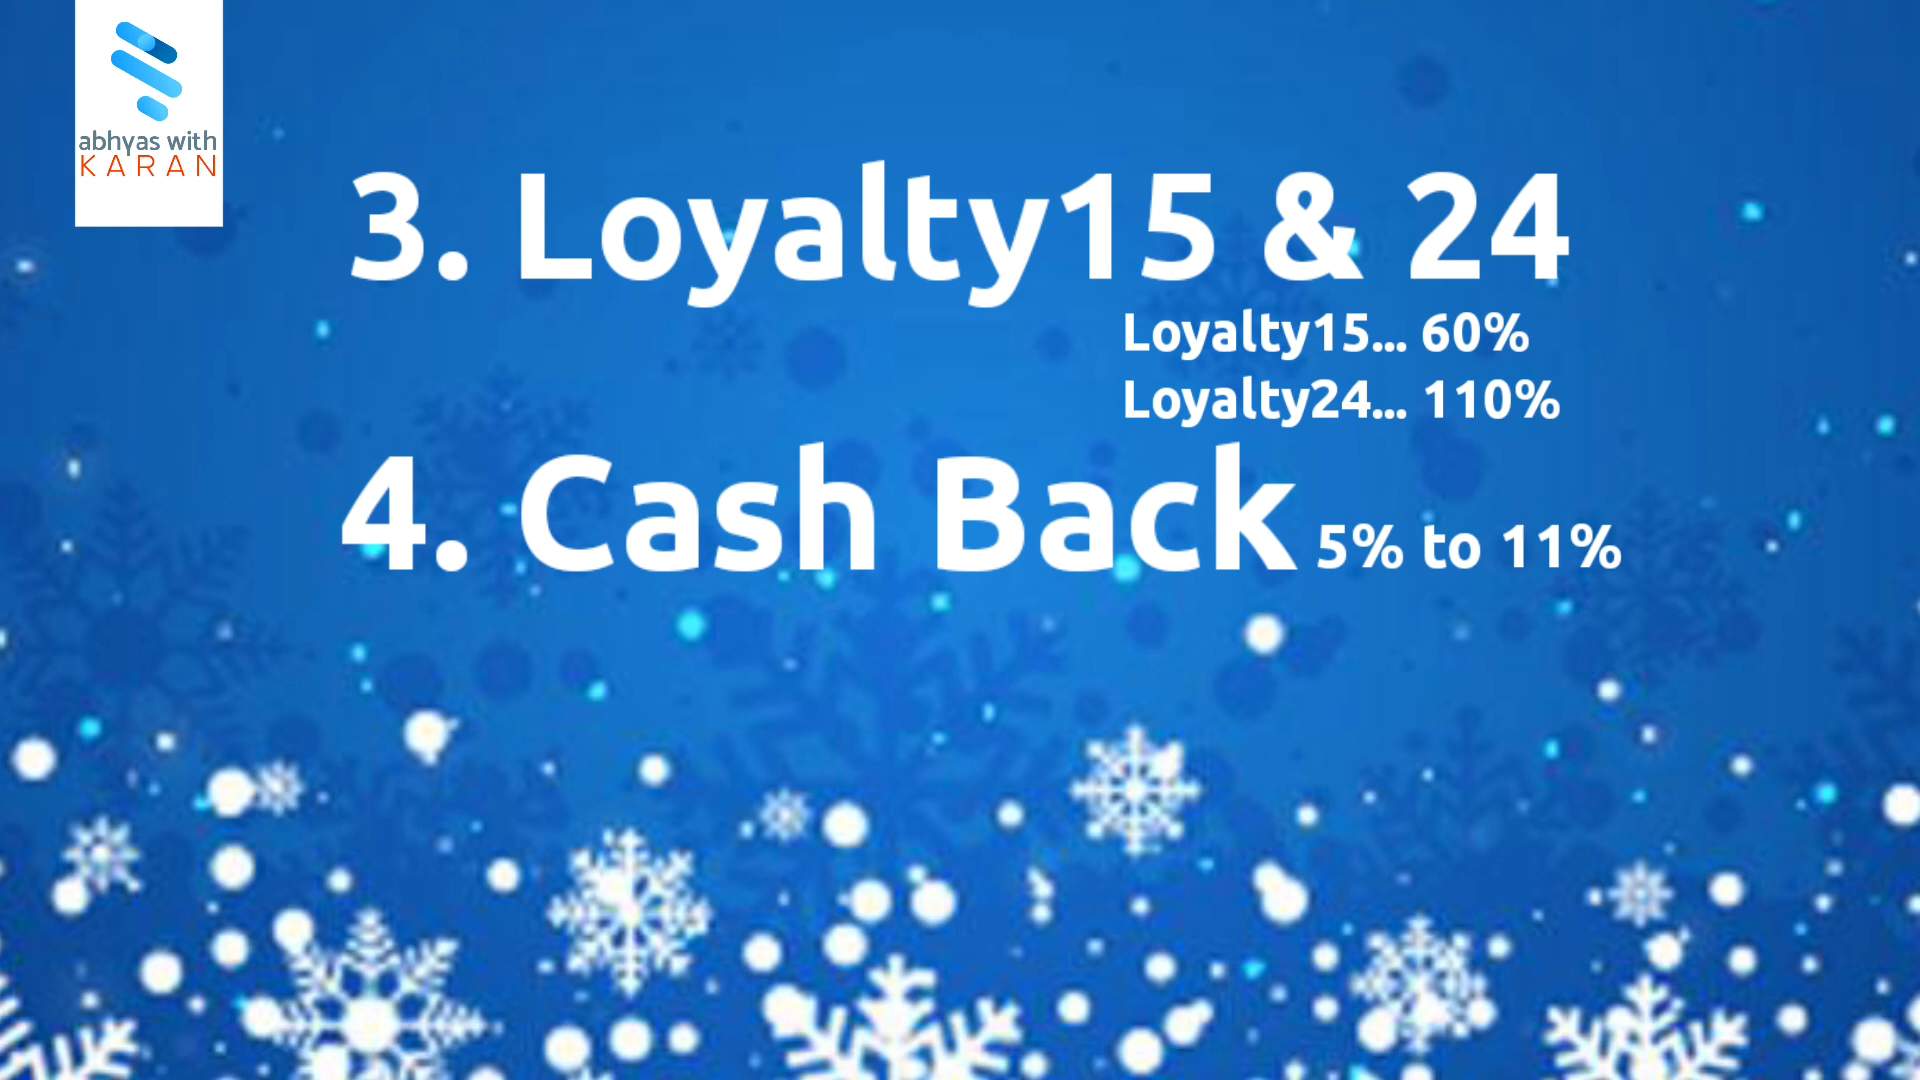 abhyas with
KARAN
3. Loyalty15 & 24
Loyalty15... 60%
Loyalty24... 110%
4. Cash Back 5% to 11%